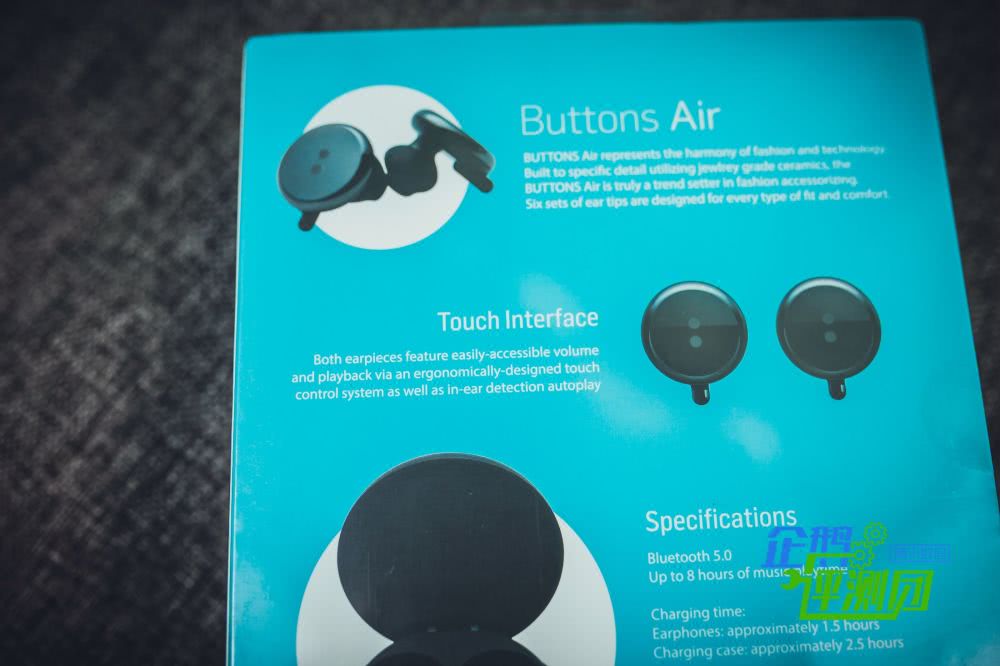 Buttons Air
BUTTONS Air represents the harmony of fashion and technology
Built to specific detail utilizing jewlrey grade ceramics, the
BUTTONS Air is truly a trend setter in fashion accessorizing.
Six sets of ear tips are designed for every type of fit and comfort.
Touch Interface
Both earpieces feature easily-accessible volume
and playback via an ergonomically-designed touch
control system as well as in-ear detection autoplay
Specifications
Bluetooth 5.0
Up to 8 hours of music playtime
企鹅
评测团
Charging time:
Earphones: approximately 1.5 hours
Charging case: approximately 2.5 hours